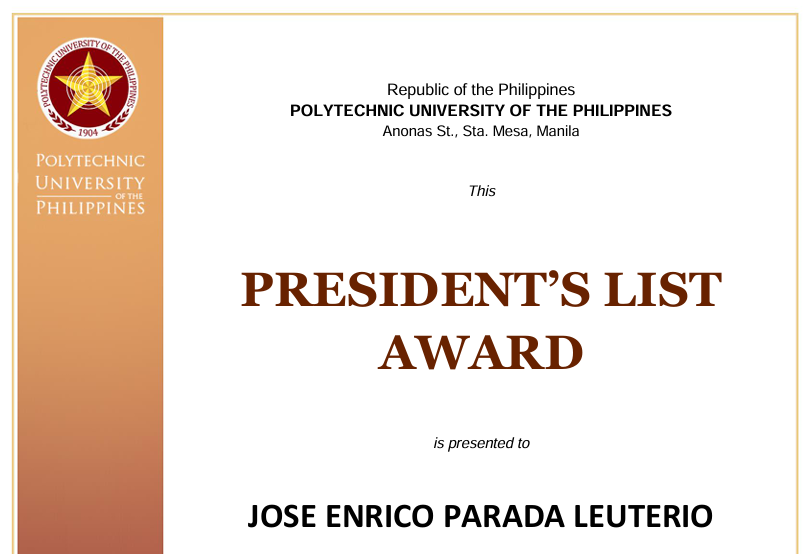 POLYTECHNIC UNIVERSITY OF THE PHILIPPINES
1904
POLYTECHNIC
UNIVERSITY
OF THE
PHILIPPINES
Republic of the Philippines
POLYTECHNIC UNIVERSITY OF THE PHILIPPINES
Anonas St., Sta. Mesa, Manila
This
PRESIDENT’S LIST
AWARD
is presented to
JOSE ENRICO PARADA LEUTERIO